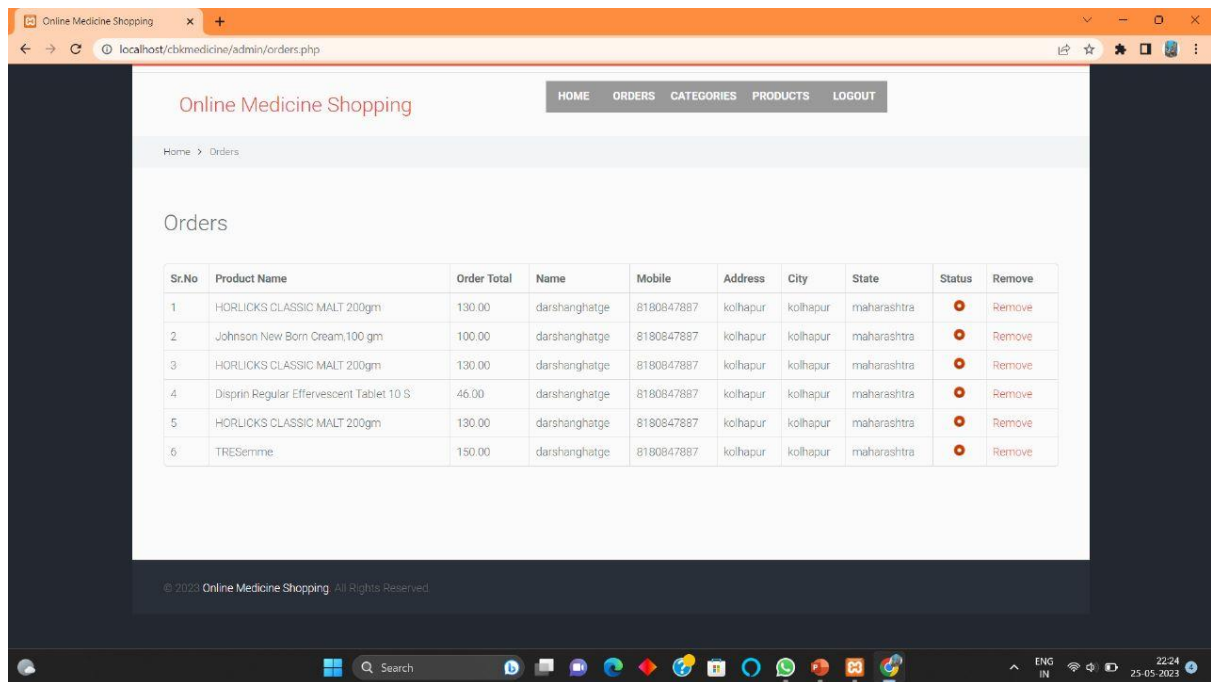 Online Medicine Shopping
localhost/cbkmedicine/admin/orders.php
Online Medicine Shopping
HOME ORDERS CATEGORIES PRODUCTS LOGOUT
Home > Orders
Orders
Sr.No Product Name Order Total Name Mobile Address City State Status Remove
1 HORLICKS CLASSIC MALT 200gm 130.00 darshanghatge 8180847887 kolhapur kolhapur maharashtra Remove
2 Johnson New Born Cream,100 gm 100.00 darshanghatge 8180847887 kolhapur kolhapur maharashtra Remove
3 HORLICKS CLASSIC MALT 200gm 130.00 darshanghatge 8180847887 kolhapur kolhapur maharashtra Remove
4 Disprin Regular Effervescent Tablet 10 S 46.00 darshanghatge 8180847887 kolhapur kolhapur maharashtra Remove
5 HORLICKS CLASSIC MALT 200gm 130.00 darshanghatge 8180847887 kolhapur kolhapur maharashtra Remove
6 TRESemme 150.00 darshanghatge 8180847887 kolhapur kolhapur maharashtra Remove
© 2023 Online Medicine Shopping. All Rights Reserved.
Search
ENG 22:24
IN 25-05-2023 4